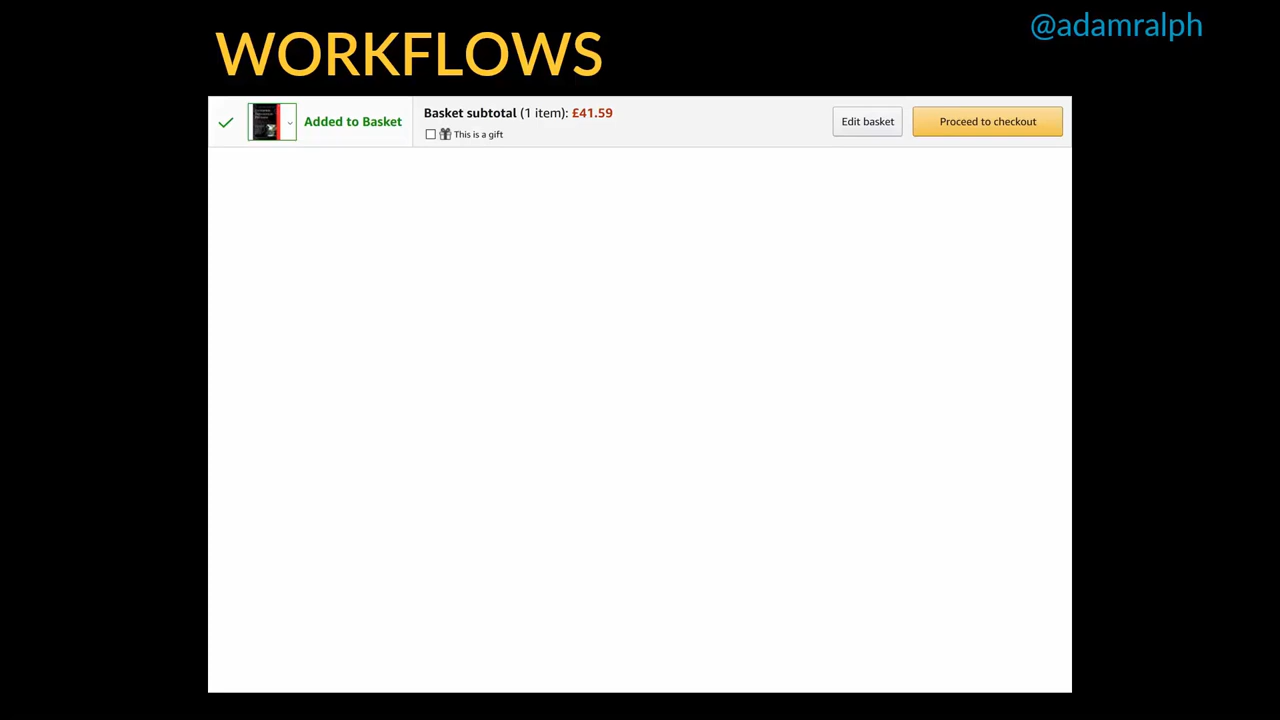 @adamralph
WORKFLOWS
Added to Basket
Basket subtotal (1 item): £41.59
This is a gift
Edit basket
Proceed to checkout